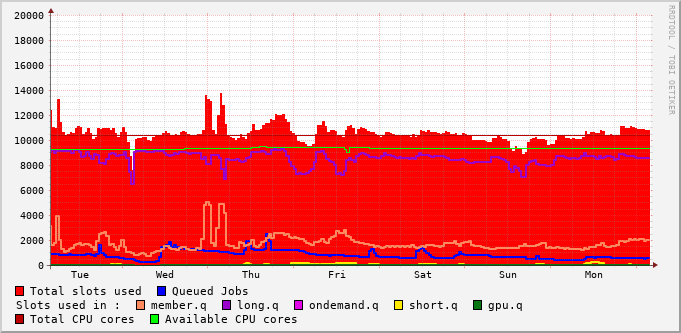 RRDTOOL / TOBI OETIKER
20000
18000
16000
14000
12000
10000
8000
6000
4000
2000
0
Tue Wed Thu Fri Sat Sun Mon
Total slots used Queued Jobs
Slots used in : member.q long.q ondemand.q short.q gpu.q
Total CPU cores Available CPU cores